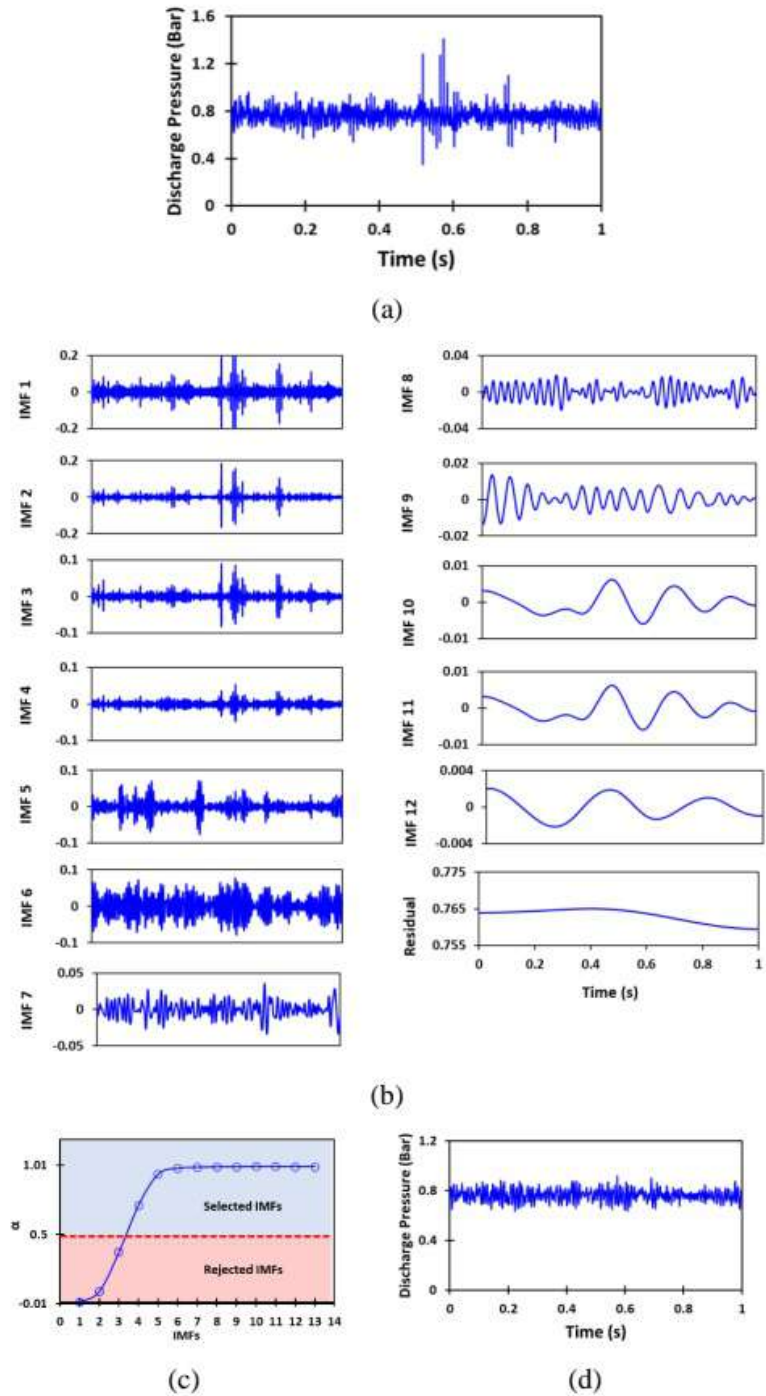 Discharge Pressure (Bar)
1.6
1.2
0.8
0.4
0
0 0.2 0.4 0.6 0.8 1
Time (s)
(a)
IMF 1
0.2
0
-0.2
IMF 2
0.2
0
-0.2
IMF 3
0.1
0
-0.1
IMF 4
0.1
0
-0.1
IMF 5
0.1
0
-0.1
IMF 6
0.1
0
-0.1
IMF 7
0.05
0
-0.05
IMF 8
0.04
0
-0.04
IMF 9
0.02
0
-0.02
IMF 10
0.01
0
-0.01
IMF 11
0.01
0
-0.01
IMF 12
0.004
0
-0.004
Residual
0.775
0.765
0.755
0 0.2 0.4 0.6 0.8 1
Time (s)
(b)
α
1.01
0.5
-0.01
Selected IMFs
Rejected IMFs
0 1 2 3 4 5 6 7 8 9 10 11 12 13 14
IMFs
(c)
Discharge Pressure (Bar)
1.2
0.8
0.4
0
0 0.2 0.4 0.6 0.8 1
Time (s)
(d)